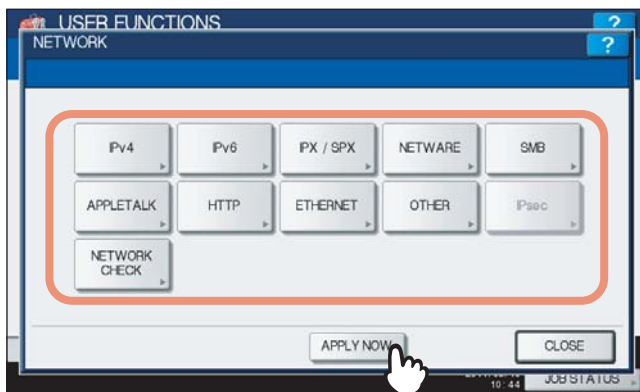 USER FUNCTIONS ?
NETWORK ?
IPv4 IPv6 IPX / SPX NETWARE SMB
APPLETALK HTTP ETHERNET OTHER IPsec
NETWORK
CHECK
APPLY NOW CLOSE
10:44 JOB STATUS